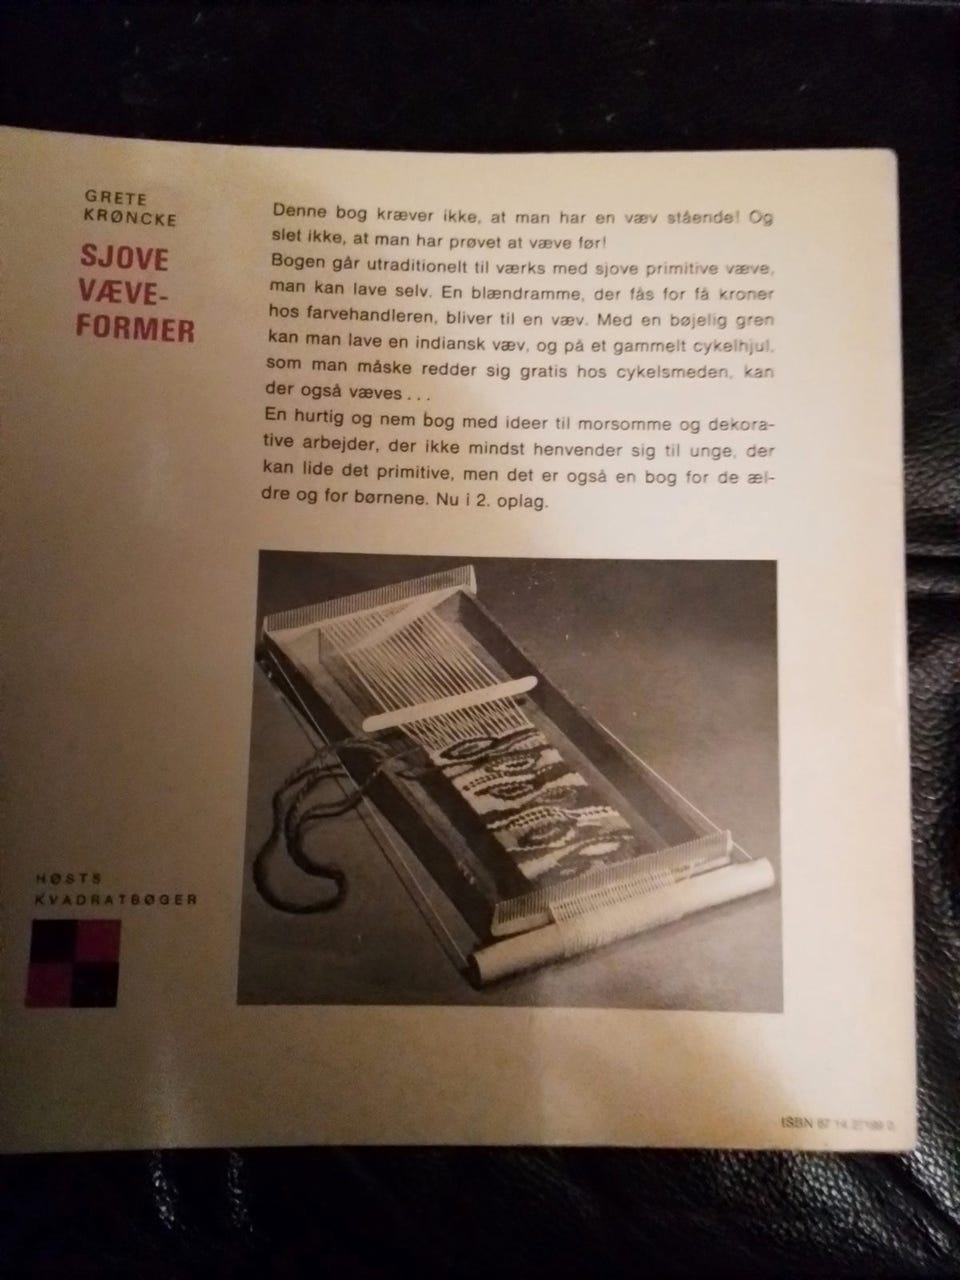 GRETE
KRØNCKE
SJOVE
VÆVE-
FORMER
Denne bog kræver ikke, at man har en væv stående! Og
slet ikke, at man har prøvet at væve før!
Bogen går utraditionelt til værks med sjove primitive væve,
man kan lave selv. En blændramme, der fås for få kroner
hos farvehandleren, bliver til en væv. Med en bøjelig gren
kan man lave en indiansk væv, og på et gammelt cykelhjul,
som man måske redder sig gratis hos cykelsmeden, kan
der også væves...
En hurtig og nem bog med ideer til morsomme og dekora-
tive arbejder, der ikke mindst henvender sig til unge, der
kan lide det primitive, men det er også en bog for de æl-
dre og for børnene. Nu i 2. oplag.
HØSTS
KVADRATBØGER
ISBN 87 14